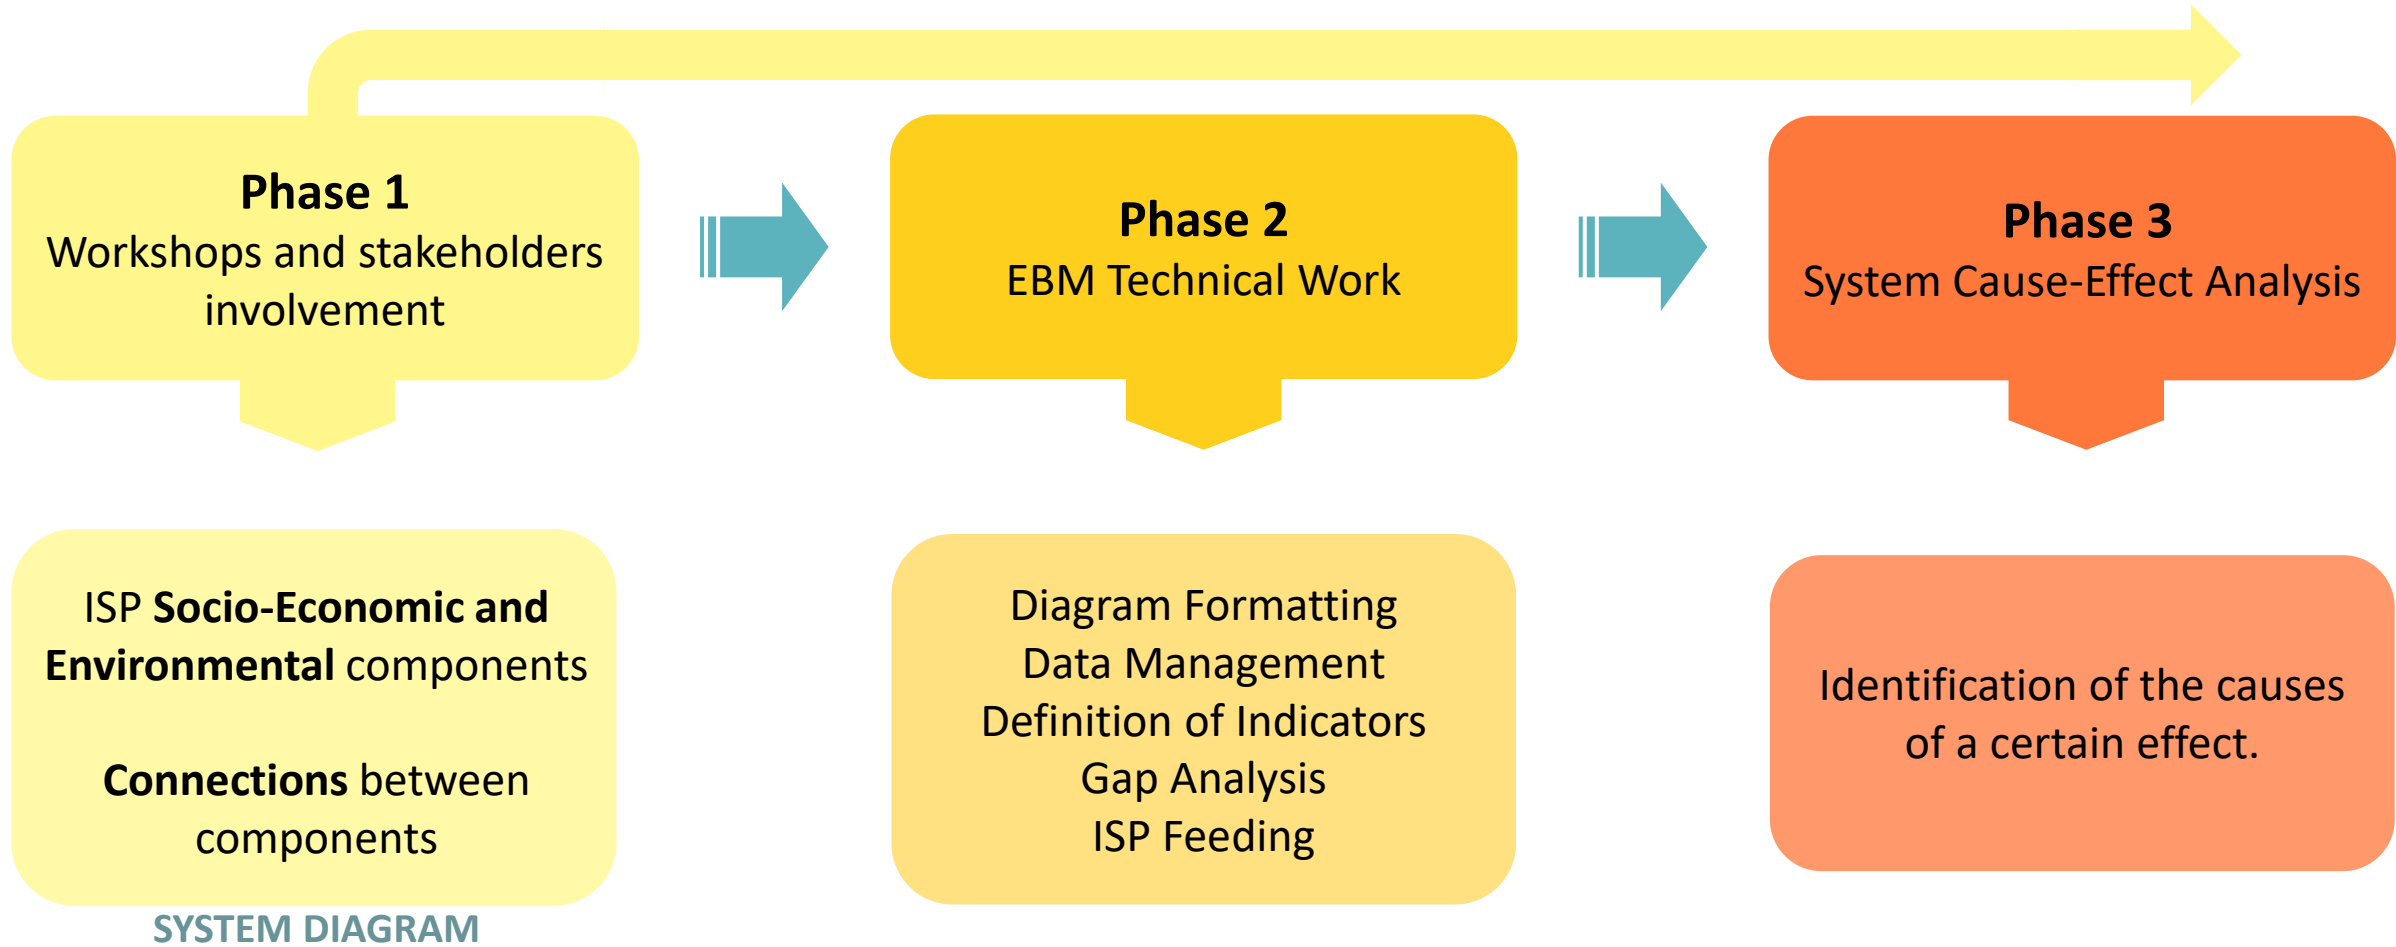 Phase 1
Workshops and stakeholders
involvement
Phase 2
EBM Technical Work
Phase 3
System Cause-Effect Analysis
ISP Socio-Economic and
Environmental components
Connections between
components
SYSTEM DIAGRAM
Diagram Formatting
Data Management
Definition of Indicators
Gap Analysis
ISP Feeding
Identification of the causes
of a certain effect.